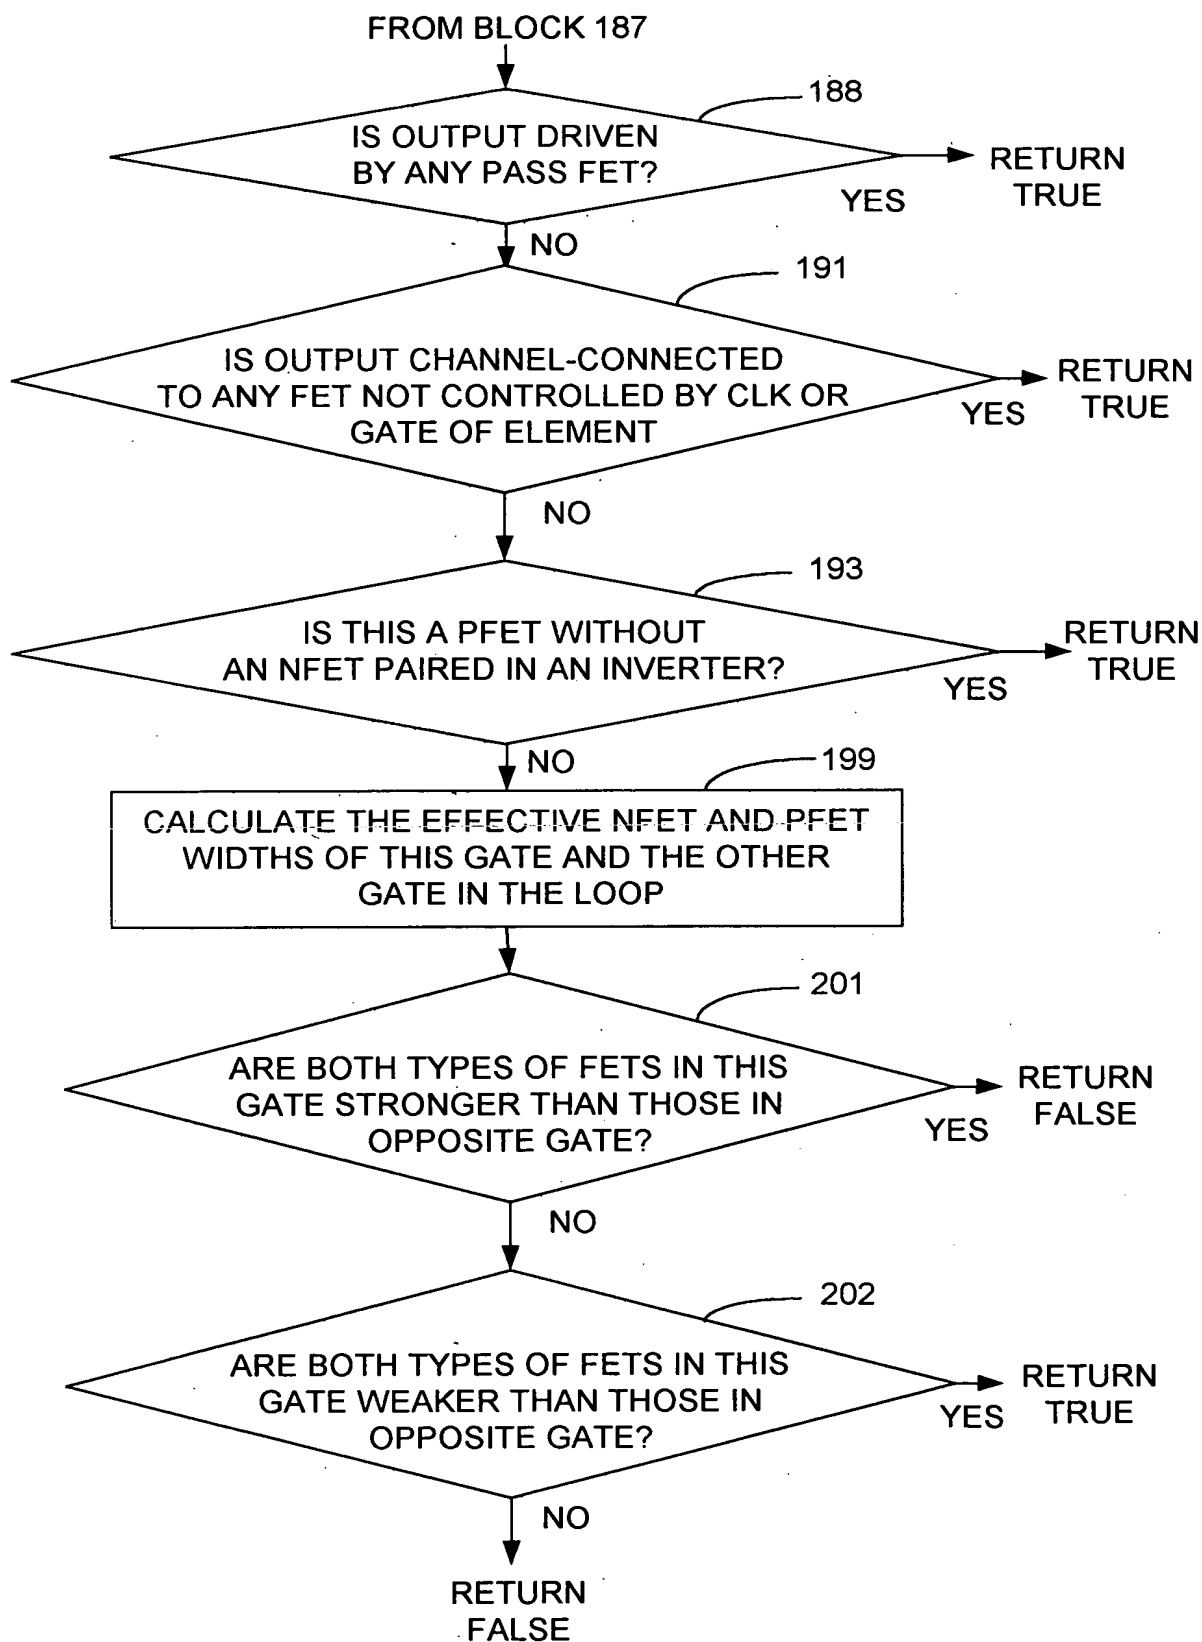 FROM BLOCK 187
188
IS OUTPUT DRIVEN
BY ANY PASS FET?
YES
RETURN
TRUE
NO
191
IS OUTPUT CHANNEL-CONNECTED
TO ANY FET NOT CONTROLLED BY CLK OR
GATE OF ELEMENT
YES
RETURN
TRUE
NO
193
IS THIS A PFET WITHOUT
AN NFET PAIRED IN AN INVERTER?
YES
RETURN
TRUE
NO
199
CALCULATE THE EFFECTIVE NFET AND PFET
WIDTHS OF THIS GATE AND THE OTHER
GATE IN THE LOOP
201
ARE BOTH TYPES OF FETS IN THIS
GATE STRONGER THAN THOSE IN
OPPOSITE GATE?
YES
RETURN
FALSE
NO
202
ARE BOTH TYPES OF FETS IN THIS
GATE WEAKER THAN THOSE IN
OPPOSITE GATE?
YES
RETURN
TRUE
NO
RETURN
FALSE